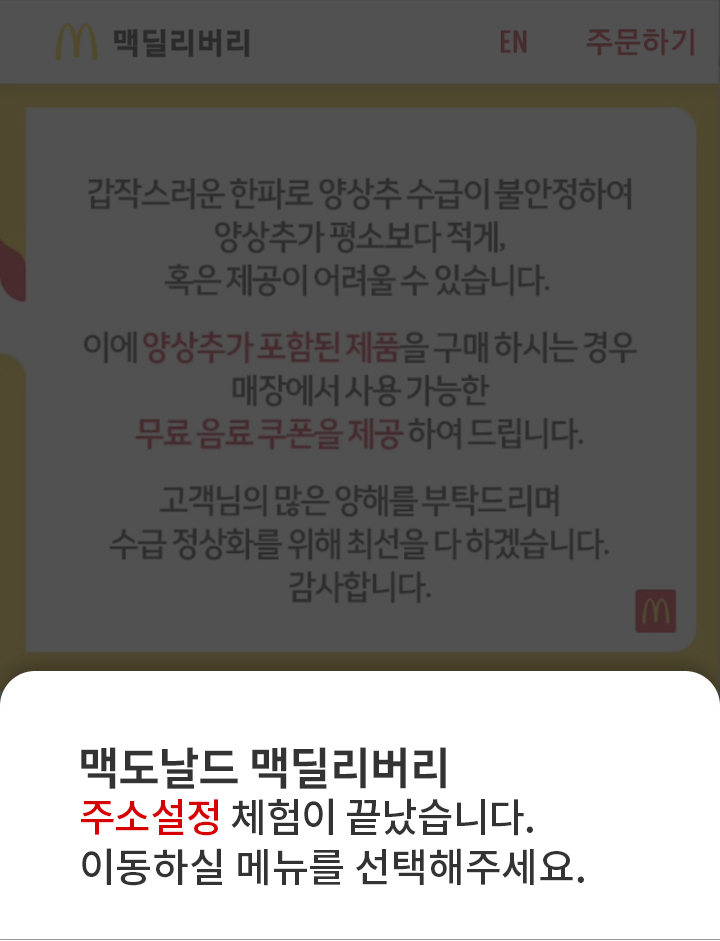 맥딜리버리
EN
주문하기
갑작스러운 한파로 양상추 수급이 불안정하여
양상추가 평소보다 적게,
혹은 제공이 어려울 수 있습니다.
이에 양상추가 포함된 제품을 구매 하시는 경우
매장에서 사용 가능한
무료 음료 쿠폰을 제공하여 드립니다.
고객님의 많은 양해를 부탁드리며
수급 정상화를 위해 최선을 다 하겠습니다.
감사합니다.
맥도날드 맥딜리버리
주소설정 체험이 끝났습니다.
이동하실 메뉴를 선택해주세요.